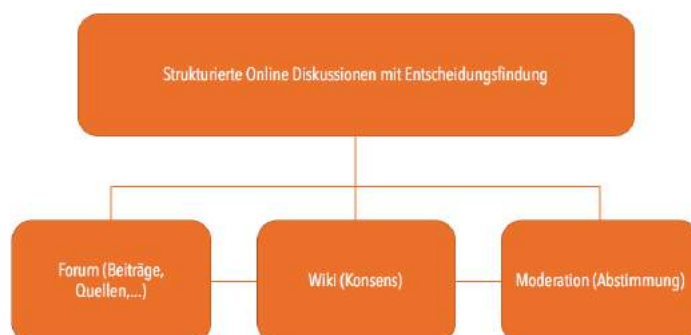 Strukturierte Online Diskussionen mit Entscheidungsfindung
Forum (Beiträge,
Quellen,...)
Wiki (Konsens)
Moderation (Abstimmung)